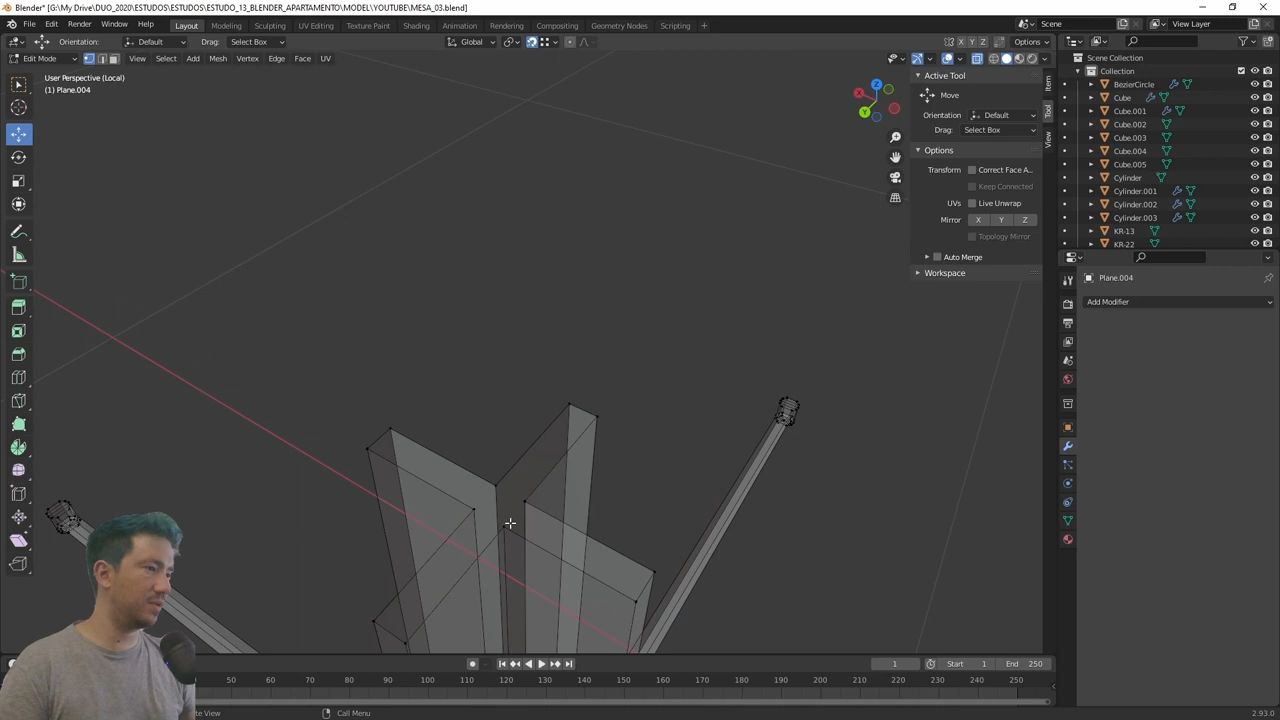 Blender* [G:\My Drive\DUO_2020\ESTUDOS\ESTUDO_13_BLENDER_APARTAMENTO\MODEL\YOUTUBE\MESA_03.blend]
File Edit Render Window Help Layout Modeling Sculpting UV Editing Texture Paint Shading Animation Rendering Compositing Geometry Nodes Scripting + Scene View Layer
Orientation: Default Drag: Select Box Global X Y Z Options
Edit Mode View Select Add Mesh Vertex Edge Face UV
User Perspective (Local)
(1) Plane.004
Active Tool
Move
Orientation Default
Drag: Select Box
Options
Transform Correct Face A...
Keep Connected
UVs Live Unwrap
Mirror X Y Z
Topology Mirror
Auto Merge
Workspace
Item
Tool
View
X
Y
Z
Scene Collection
Collection
BezierCircle
Cube
Cube.001
Cube.002
Cube.003
Cube.004
Cube.005
Cylinder
Cylinder.001
Cylinder.002
Cylinder.003
KR-13
KR-22
Plane.004
Add Modifier
1 Start 1 End 250
50 60 70 80 90 100 110 120 130 140 150 160 170 180 190 200 210 220 230 240 250
te View Call Menu 2.93.0